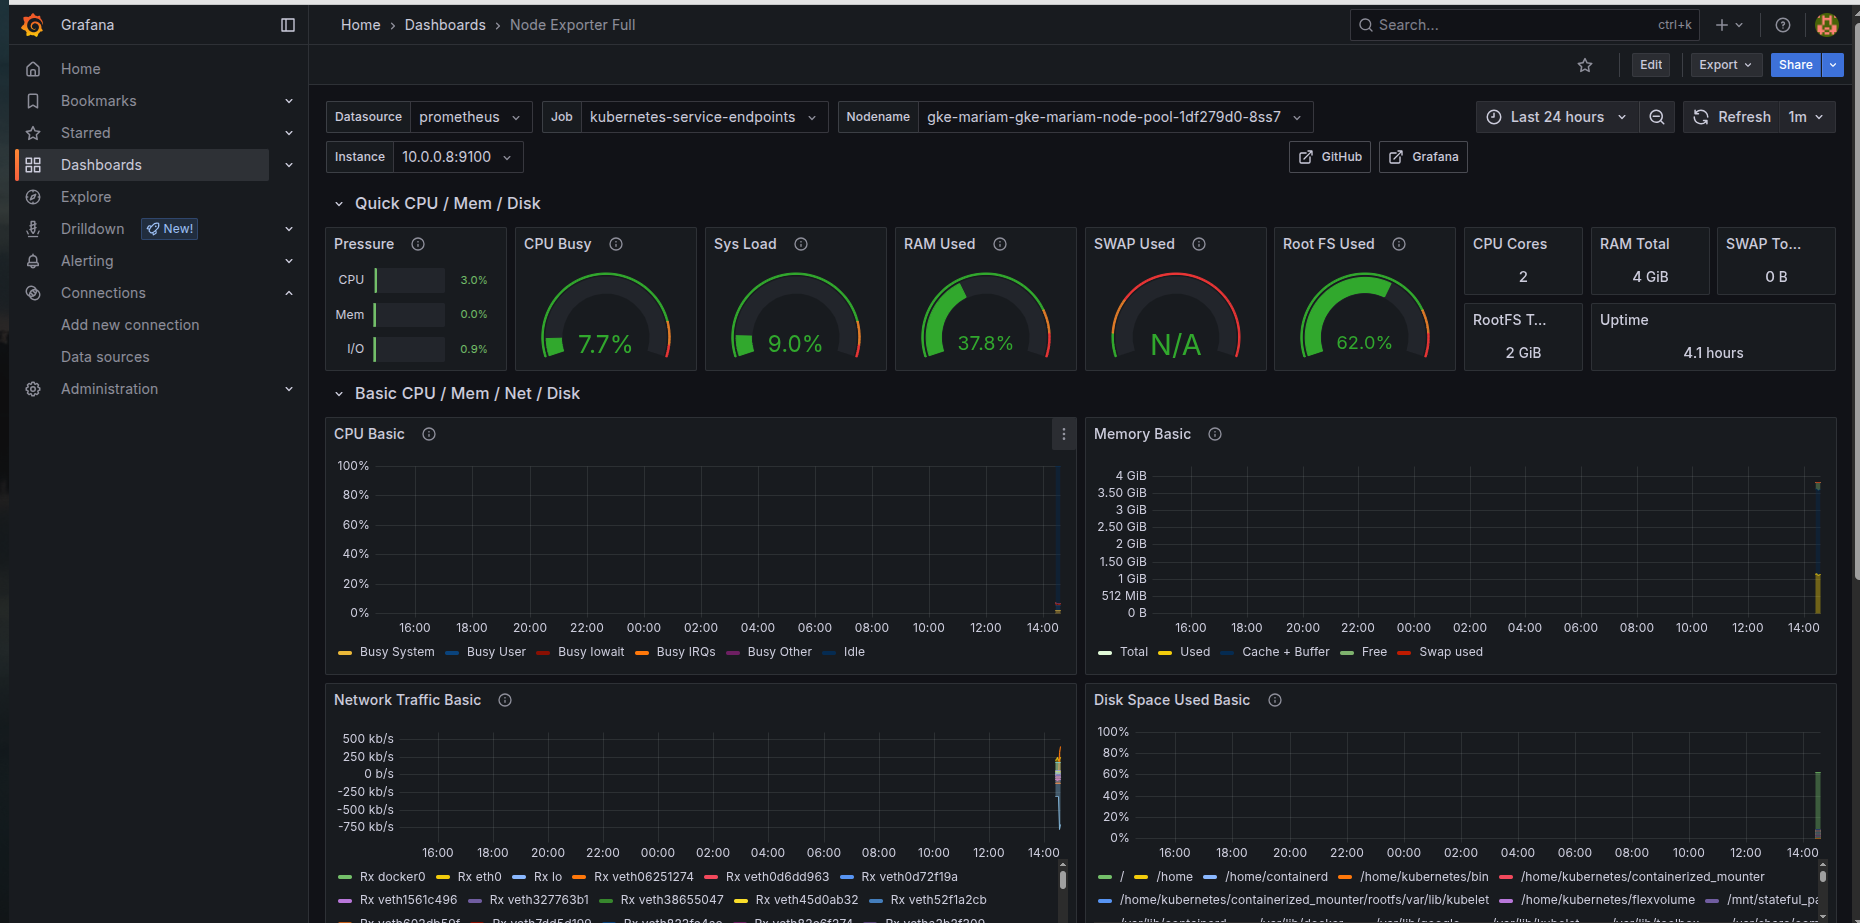 Grafana
Home › Dashboards › Node Exporter Full
Search... ctrl+k
Home
Bookmarks
Starred
Dashboards
Explore
Drilldown New!
Alerting
Connections
Add new connection
Data sources
Administration
Edit Export Share
Datasource prometheus Job kubernetes-service-endpoints Nodename gke-mariam-gke-mariam-node-pool-1df279d0-8ss7 Last 24 hours Refresh 1m
Instance 10.0.0.8:9100 GitHub Grafana
Quick CPU / Mem / Disk
Pressure
CPU 3.0%
Mem 0.0%
I/O 0.9%
CPU Busy
7.7%
Sys Load
9.0%
RAM Used
37.8%
SWAP Used
N/A
Root FS Used
62.0%
CPU Cores
2
RAM Total
4 GiB
SWAP To...
0 B
RootFS T...
2 GiB
Uptime
4.1 hours
Basic CPU / Mem / Net / Disk
CPU Basic
100%
80%
60%
40%
20%
0%
16:00 18:00 20:00 22:00 00:00 02:00 04:00 06:00 08:00 10:00 12:00 14:00
Busy System Busy User Busy Iowait Busy IRQs Busy Other Idle
Memory Basic
4 GiB
3.50 GiB
3 GiB
2.50 GiB
2 GiB
1.50 GiB
1 GiB
512 MiB
0 B
16:00 18:00 20:00 22:00 00:00 02:00 04:00 06:00 08:00 10:00 12:00 14:00
Total Used Cache + Buffer Free Swap used
Network Traffic Basic
500 kb/s
250 kb/s
0 b/s
-250 kb/s
-500 kb/s
-750 kb/s
16:00 18:00 20:00 22:00 00:00 02:00 04:00 06:00 08:00 10:00 12:00 14:00
Rx docker0 Rx eth0 Rx lo Rx veth06251274 Rx veth0d6dd963 Rx veth0d72f19a
Rx veth1561c496 Rx veth327763b1 Rx veth38655047 Rx veth45d0ab32 Rx veth52f1a2cb
Disk Space Used Basic
100%
80%
60%
40%
20%
0%
16:00 18:00 20:00 22:00 00:00 02:00 04:00 06:00 08:00 10:00 12:00 14:00
/ /home /home/containerd /home/kubernetes/bin /home/kubernetes/containerized_mounter
/home/kubernetes/containerized_mounter/rootfs/var/lib/kubelet /home/kubernetes/flexvolume /mnt/stateful_pa